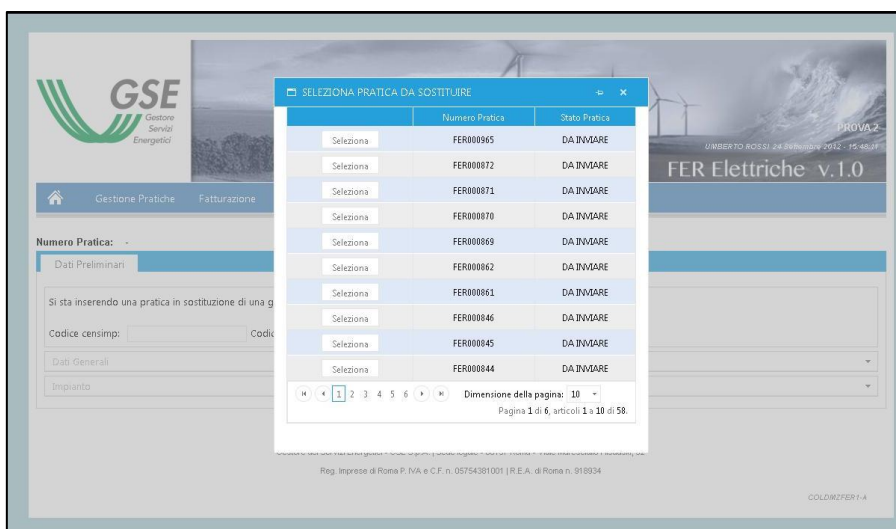 GSE
Gestore
Servizi
Energetici
PROVA 2
UMBERTO ROSSI 24 Settembre 2012 - 15:48:21
FER Elettriche v.1.0
Gestione Pratiche Fatturazione
Numero Pratica: -
Dati Preliminari
Si sta inserendo una pratica in sostituzione di una
Codice censimp:
Dati Generali
Impianto
SELEZIONA PRATICA DA SOSTITUIRE
Numero Pratica Stato Pratica
Seleziona FER000965 DA INVIARE
Seleziona FER000872 DA INVIARE
Seleziona FER000871 DA INVIARE
Seleziona FER000870 DA INVIARE
Seleziona FER000869 DA INVIARE
Seleziona FER000862 DA INVIARE
Seleziona FER000861 DA INVIARE
Seleziona FER000846 DA INVIARE
Seleziona FER000845 DA INVIARE
Seleziona FER000844 DA INVIARE
1 2 3 4 5 6 Dimensione della pagina: 10
Pagina 1 di 6, articoli 1 a 10 di 58.
Reg. Imprese di Roma P. IVA e C.F. n. 05754381001 | R.E.A. di Roma n. 918934
COLDMZFER1-A